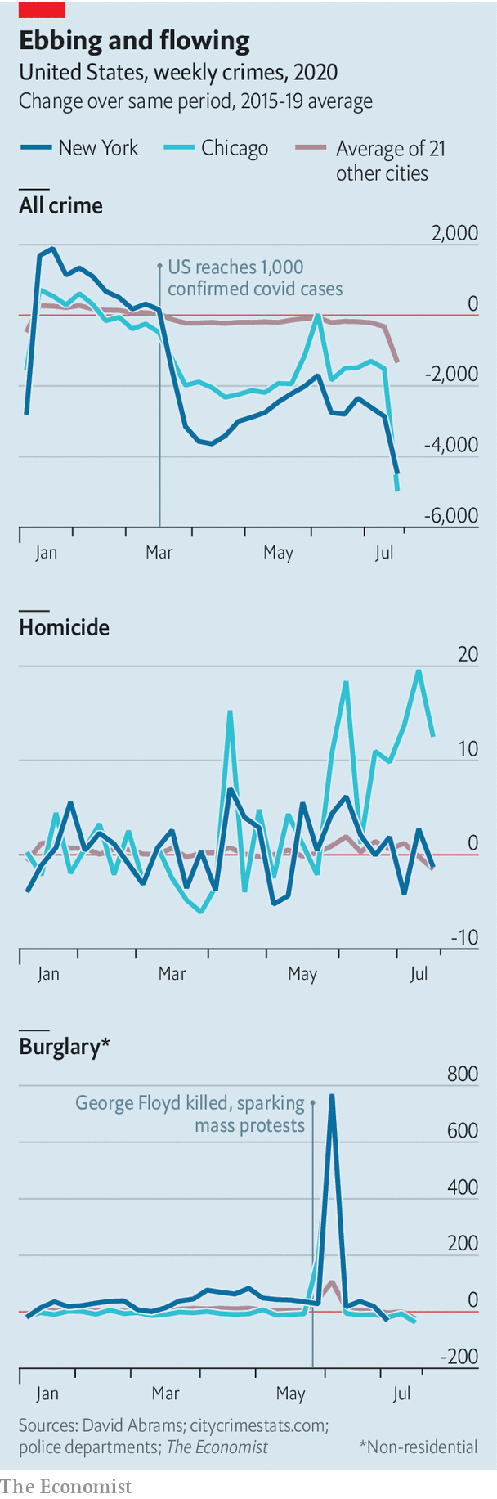 Ebbing and flowing
United States, weekly crimes, 2020
Change over same period, 2015-19 average
New York
Chicago
Average of 21
other cities
All crime
2,000
US reaches 1,000
confirmed covid cases
0
-2,000
-4,000
-6,000
Jan
Mar
May
Jul
Homicide
20
10
0
-10
Jan
Mar
May
Jul
Burglary*
800
George Floyd killed, sparking
mass protests
600
400
200
0
-200
Jan
Mar
May
Jul
Sources: David Abrams; citycrimestats.com;
police departments; The Economist
*Non-residential
The Economist